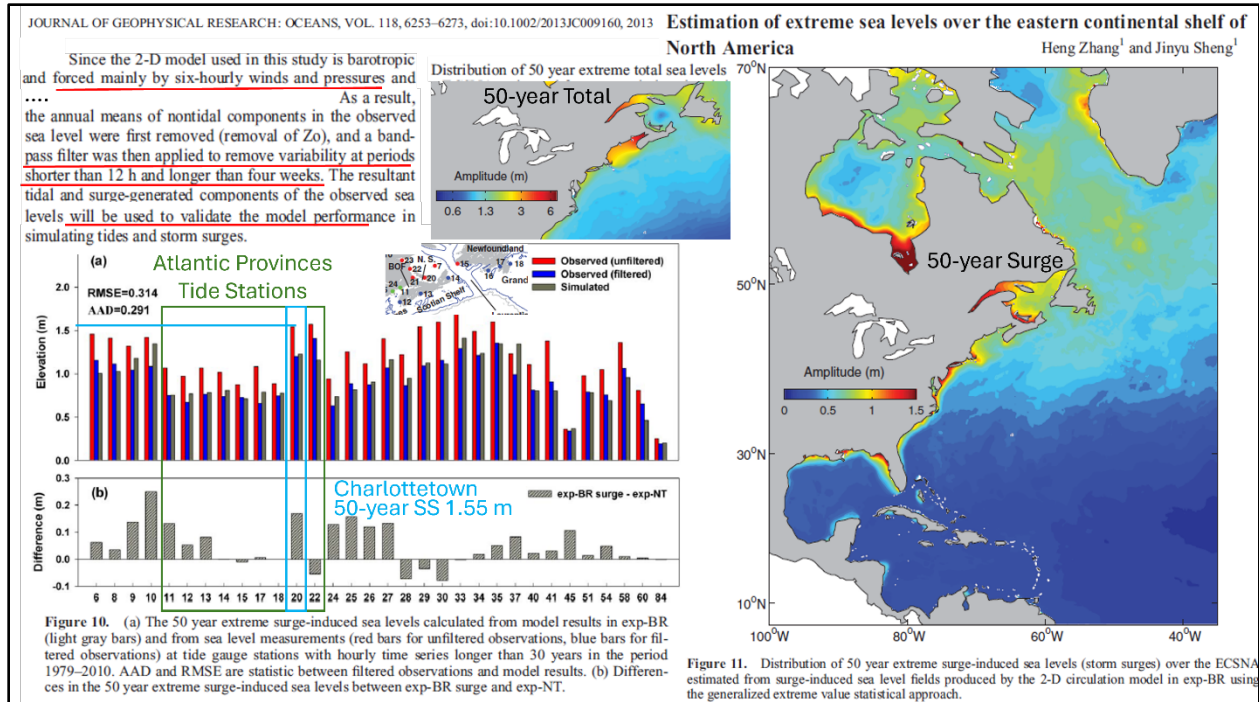 JOURNAL OF GEOPHYSICAL RESEARCH: OCEANS, VOL. 118, 6253–6273, doi:10.1002/2013JC009160, 2013
Estimation of extreme sea levels over the eastern continental shelf of
North America
Heng Zhang1 and Jinyu Sheng1
Since the 2-D model used in this study is barotropic
and forced mainly by six-hourly winds and pressures and
....
As a result,
the annual means of nontidal components in the observed
sea level were first removed (removal of Zo), and a band-
pass filter was then applied to remove variability at periods
shorter than 12 h and longer than four weeks. The resultant
tidal and surge-generated components of the observed sea
levels will be used to validate the model performance in
simulating tides and storm surges.
Distribution of 50 year extreme total sea levels
50-year Total
Amplitude (m)
0.6 1.3 3 6
(a)
Atlantic Provinces
Tide Stations
RMSE=0.314
AAD=0.291
Newfoundland
23 N. S. 7 15 17 18
BOF 22 16 Grand
24 21 20 14
11 13
12 Scotian Shelf
Observed (unfiltered)
Observed (filtered)
Simulated
Elevation (m)
2.0
1.5
1.0
0.5
0.0
(b)
exp-BR surge - exp-NT
Charlottetown
50-year SS 1.55 m
Difference (m)
0.3
0.2
0.1
0.0
-0.1
6 8 9 10 11 12 13 15 17 18 20 22 24 25 26 27 28 29 30 33 34 35 37 40 41 45 51 54 58 60 84
Figure 10. (a) The 50 year extreme surge-induced sea levels calculated from model results in exp-BR
(light gray bars) and from sea level measurements (red bars for unfiltered observations, blue bars for fil-
tered observations) at tide gauge stations with hourly time series longer than 30 years in the period
1979–2010. AAD and RMSE are statistic between filtered observations and model results. (b) Differen-
ces in the 50 year extreme surge-induced sea levels between exp-BR surge and exp-NT.
70°N
50°N
30°N
10°N
50-year Surge
Amplitude (m)
0 0.5 1 1.5
100°W 80°W 60°W 40°W
Figure 11. Distribution of 50 year extreme surge-induced sea levels (storm surges) over the ECSNA
estimated from surge-induced sea level fields produced by the 2-D circulation model in exp-BR using
the generalized extreme value statistical approach.